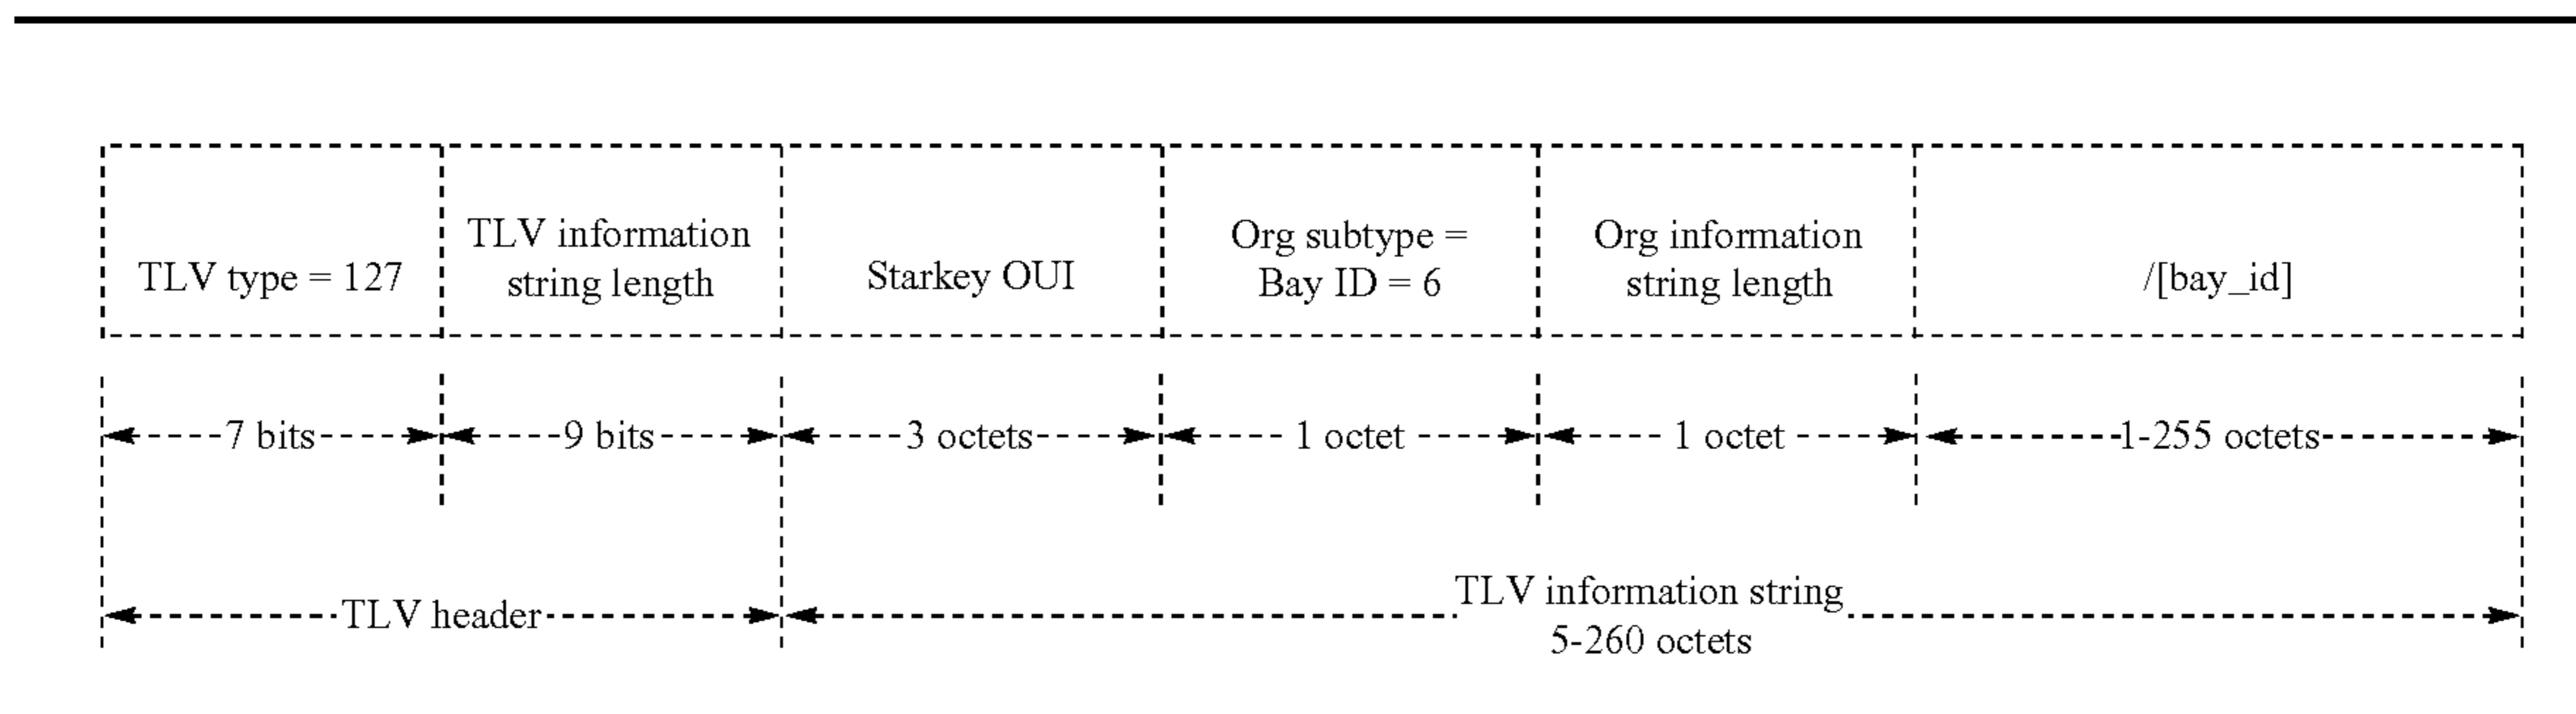 TLV type = 127
TLV information
string length
Starkey OUI
Org subtype =
Bay ID = 6
Org information
string length
/[bay_id]
7 bits
9 bits
3 octets
1 octet
1 octet
1-255 octets
TLV header
TLV information string
5-260 octets